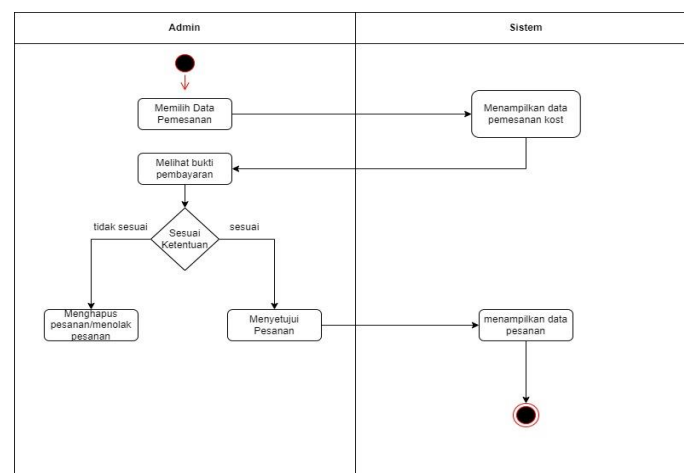 Admin
Sistem
Memilih Data
Pemesanan
Menampilkan data
pemesanan kost
Melihat bukti
pembayaran
tidak sesuai
Sesuai
Ketentuan
sesuai
Menghapus
pesanan/menolak
pesanan
Menyetujui
Pesanan
menampilkan data
pesanan